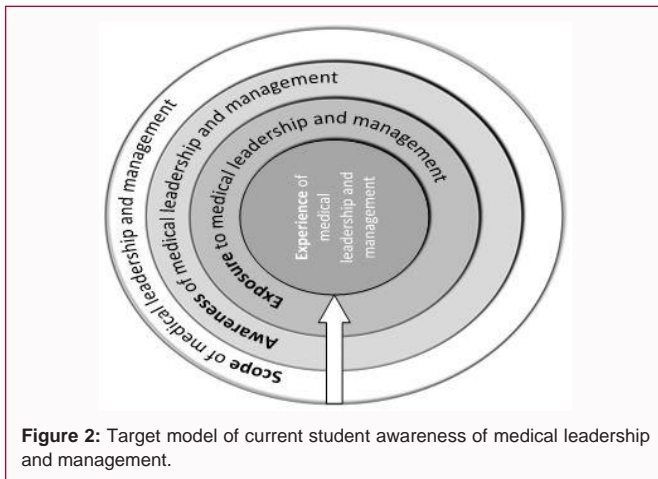 Scope of medical leadership and management
Awareness of medical leadership and management
Exposure to medical leadership and management
Experience of
medical
leadership and
management
Figure 2: Target model of current student awareness of medical leadership
and management.